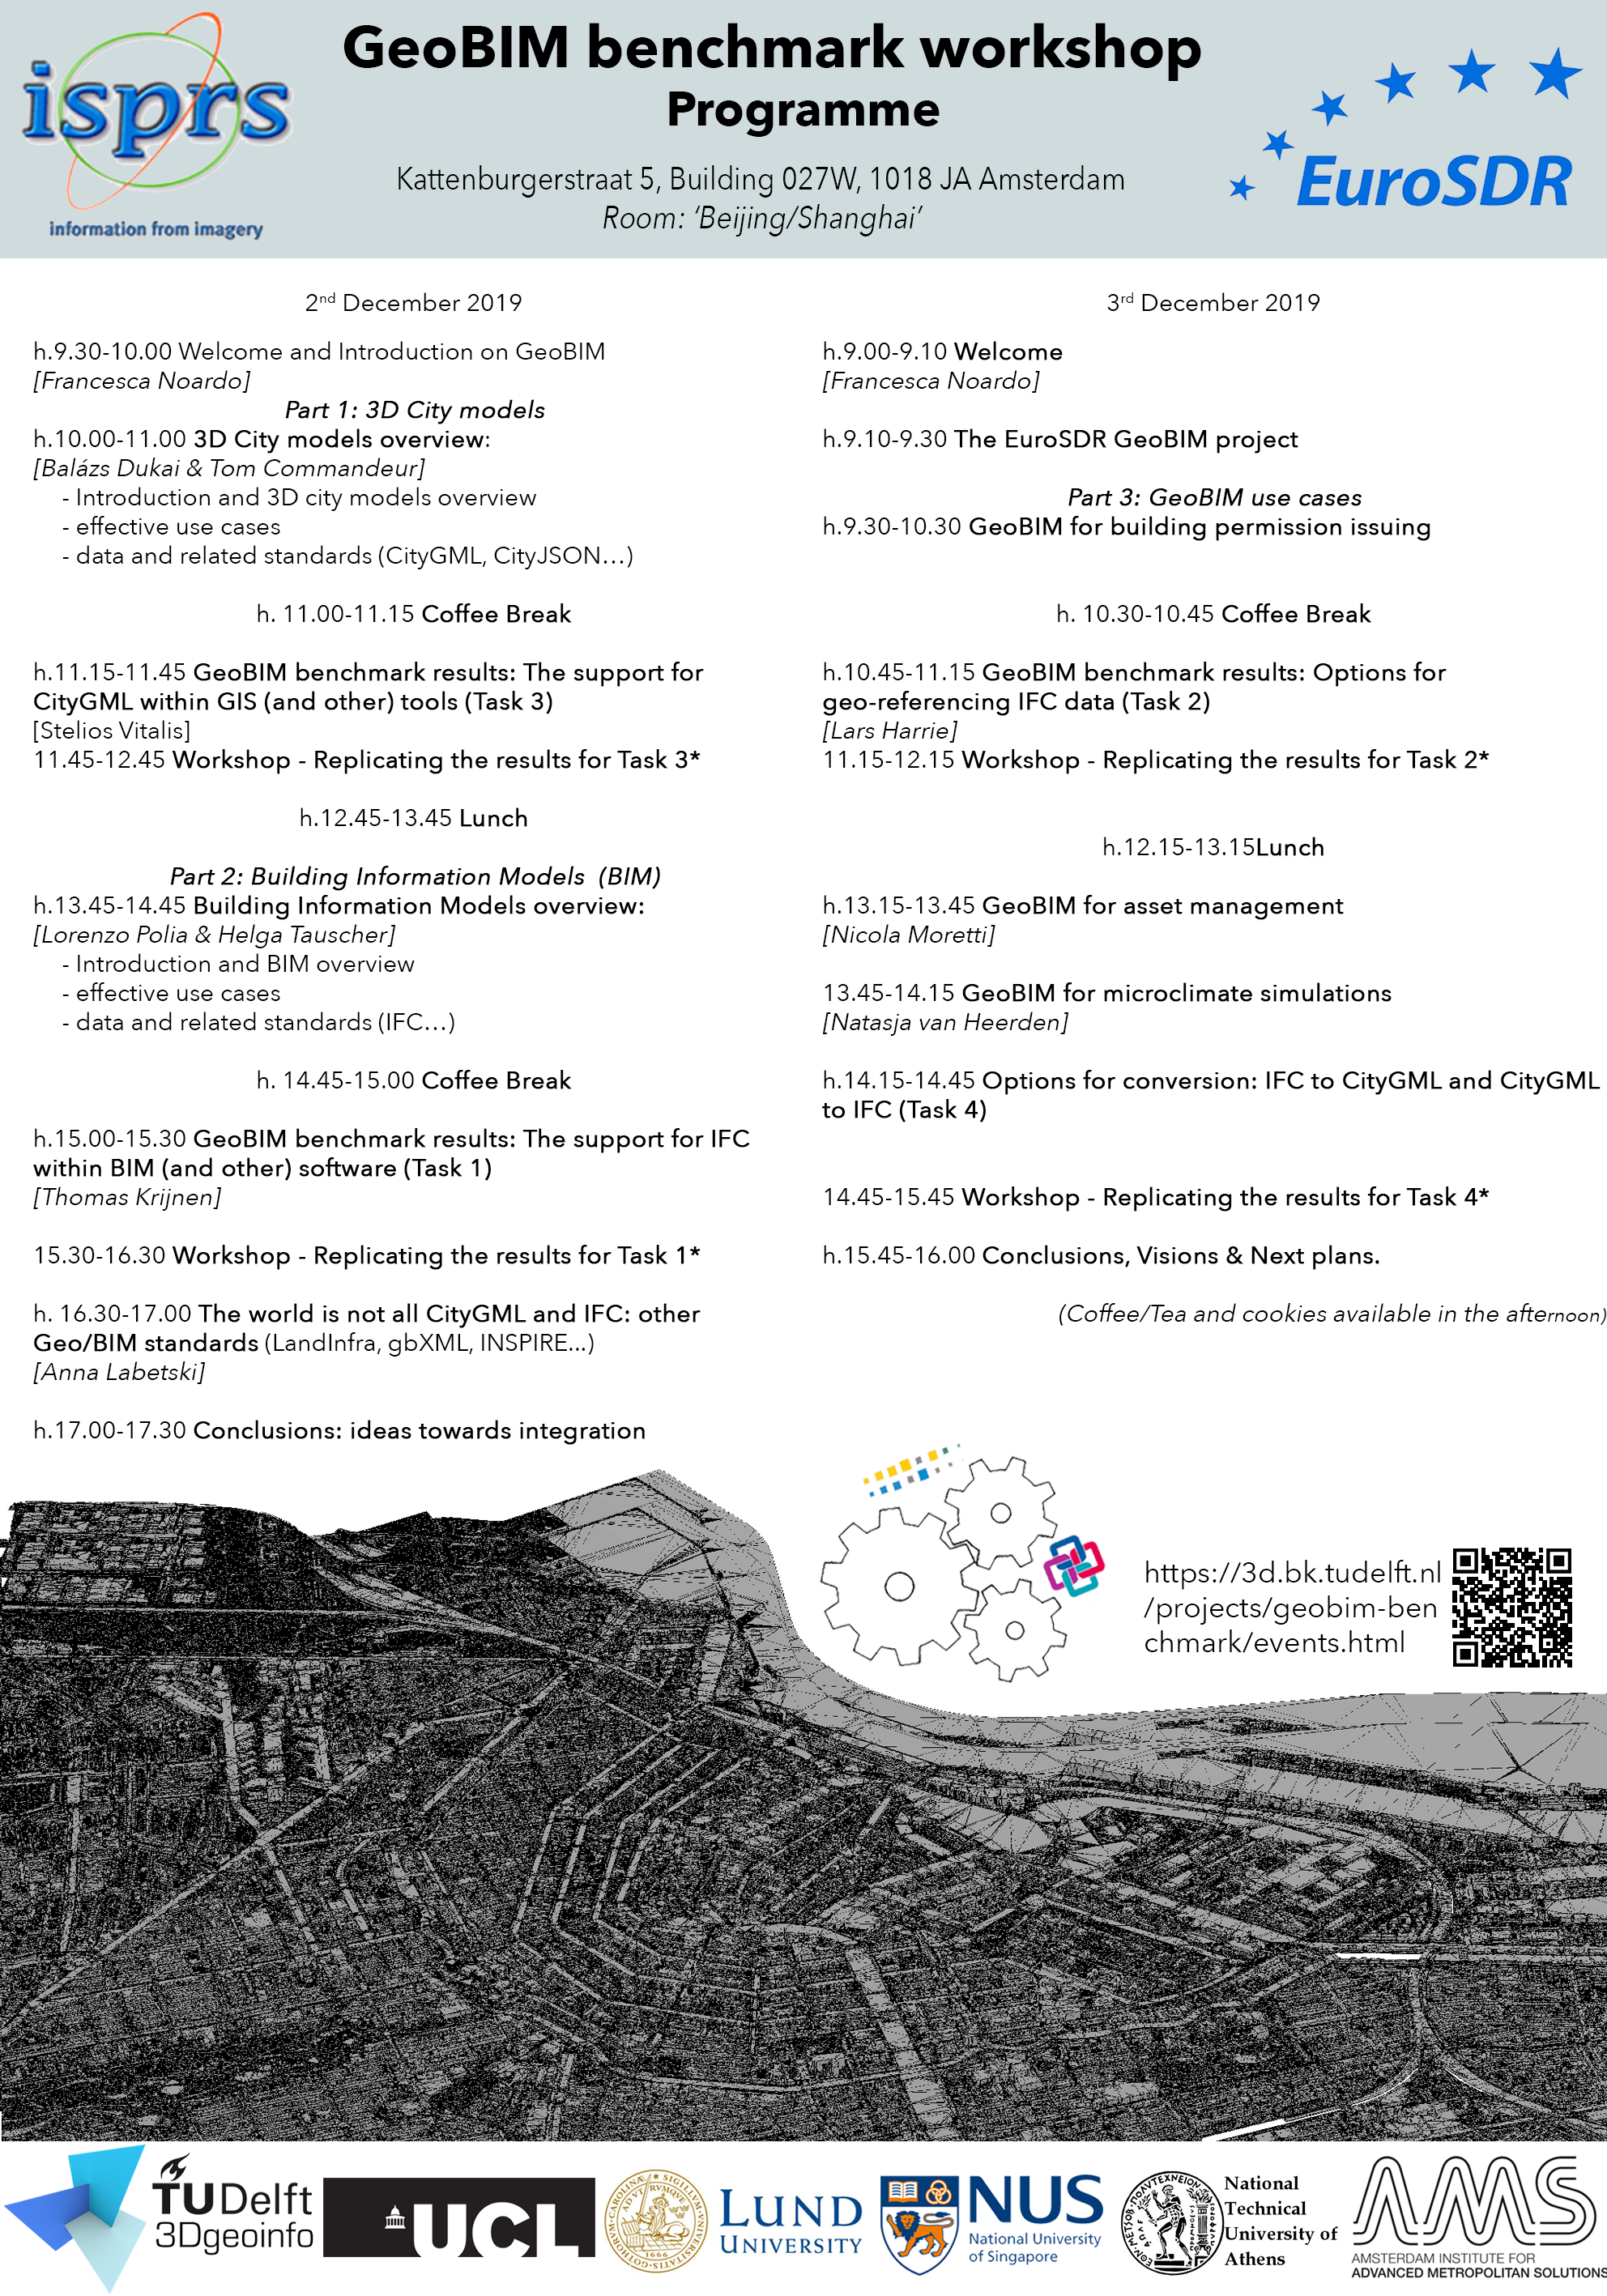 isprs
information from imagery
GeoBIM benchmark workshop
Programme
Kattenburgerstraat 5, Building 027W, 1018 JA Amsterdam
Room: ‘Beijing/Shanghai’
EuroSDR
2nd December 2019
h.9.30-10.00 Welcome and Introduction on GeoBIM
[Francesca Noardo]
Part 1: 3D City models
h.10.00-11.00 3D City models overview:
[Balázs Dukai & Tom Commandeur]
- Introduction and 3D city models overview
- effective use cases
- data and related standards (CityGML, CityJSON…)
h. 11.00-11.15 Coffee Break
h.11.15-11.45 GeoBIM benchmark results: The support for
CityGML within GIS (and other) tools (Task 3)
[Stelios Vitalis]
11.45-12.45 Workshop - Replicating the results for Task 3*
h.12.45-13.45 Lunch
Part 2: Building Information Models (BIM)
h.13.45-14.45 Building Information Models overview:
[Lorenzo Polia & Helga Tauscher]
- Introduction and BIM overview
- effective use cases
- data and related standards (IFC…)
h. 14.45-15.00 Coffee Break
h.15.00-15.30 GeoBIM benchmark results: The support for IFC
within BIM (and other) software (Task 1)
[Thomas Krijnen]
15.30-16.30 Workshop - Replicating the results for Task 1*
h. 16.30-17.00 The world is not all CityGML and IFC: other
Geo/BIM standards (LandInfra, gbXML, INSPIRE...)
[Anna Labetski]
h.17.00-17.30 Conclusions: ideas towards integration
3rd December 2019
h.9.00-9.10 Welcome
[Francesca Noardo]
h.9.10-9.30 The EuroSDR GeoBIM project
Part 3: GeoBIM use cases
h.9.30-10.30 GeoBIM for building permission issuing
h. 10.30-10.45 Coffee Break
h.10.45-11.15 GeoBIM benchmark results: Options for
geo-referencing IFC data (Task 2)
[Lars Harrie]
11.15-12.15 Workshop - Replicating the results for Task 2*
h.12.15-13.15Lunch
h.13.15-13.45 GeoBIM for asset management
[Nicola Moretti]
13.45-14.15 GeoBIM for microclimate simulations
[Natasja van Heerden]
h.14.15-14.45 Options for conversion: IFC to CityGML and CityGML
to IFC (Task 4)
14.45-15.45 Workshop - Replicating the results for Task 4*
h.15.45-16.00 Conclusions, Visions & Next plans.
(Coffee/Tea and cookies available in the afternoon)
https://3d.bk.tudelft.nl
/projects/geobim-ben
chmark/events.html
TUDelft
3Dgeoinfo
UCL
1666
LUND
UNIVERSITY
NUS
National University
of Singapore
National
Technical
University of
Athens
AMS
AMSTERDAM INSTITUTE FOR
ADVANCED METROPOLITAN SOLUTIONS